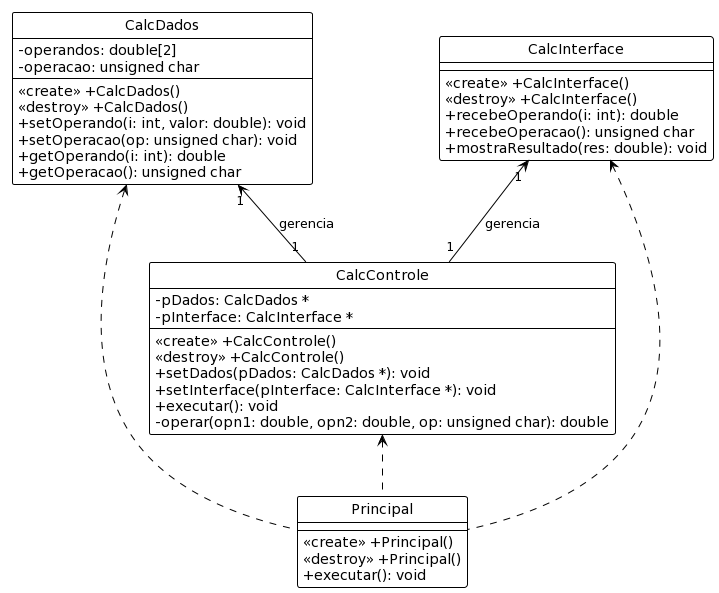 CalcDados
-operandos: double[2]
-operacao: unsigned char
«create» +CalcDados()
«destroy» +CalcDados()
+setOperando(i: int, valor: double): void
+setOperacao(op: unsigned char): void
+getOperando(i: int): double
+getOperacao(): unsigned char
CalcInterface
«create» +CalcInterface()
«destroy» +CalcInterface()
+recebeOperando(i: int): double
+recebeOperacao(): unsigned char
+mostraResultado(res: double): void
1
gerencia
1
1
gerencia
1
CalcControle
-pDados: CalcDados *
-pInterface: CalcInterface *
«create» +CalcControle()
«destroy» +CalcControle()
+setDados(pDados: CalcDados *): void
+setInterface(pInterface: CalcInterface *): void
+executar(): void
-operar(opn1: double, opn2: double, op: unsigned char): double
Principal
«create» +Principal()
«destroy» +Principal()
+executar(): void